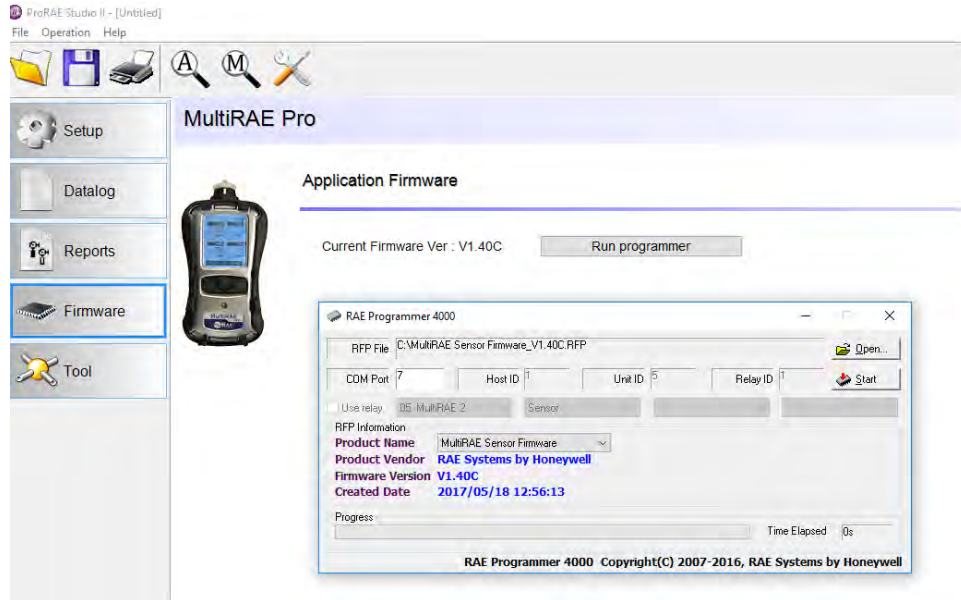 ProRAE Studio II - [Untitled]
File Operation Help
A M
Setup
Datalog
Reports
Firmware
Tool
MultiRAE Pro
Application Firmware
Current Firmware Ver : V1.40C
Run programmer
RAE Programmer 4000
RFP File C:\MultiRAE Sensor Firmware_V1.40C.RFP Open...
COM Port 7 Host ID 1 Unit ID 5 Relay ID 1 Start
Use relay 05 MultiRAE 2 Sensor
RFP Information
Product Name MultiRAE Sensor Firmware
Product Vendor RAE Systems by Honeywell
Firmware Version V1.40C
Created Date 2017/05/18 12:56:13
Progress
Time Elapsed 0s
RAE Programmer 4000 Copyright(C) 2007-2016, RAE Systems by Honeywell